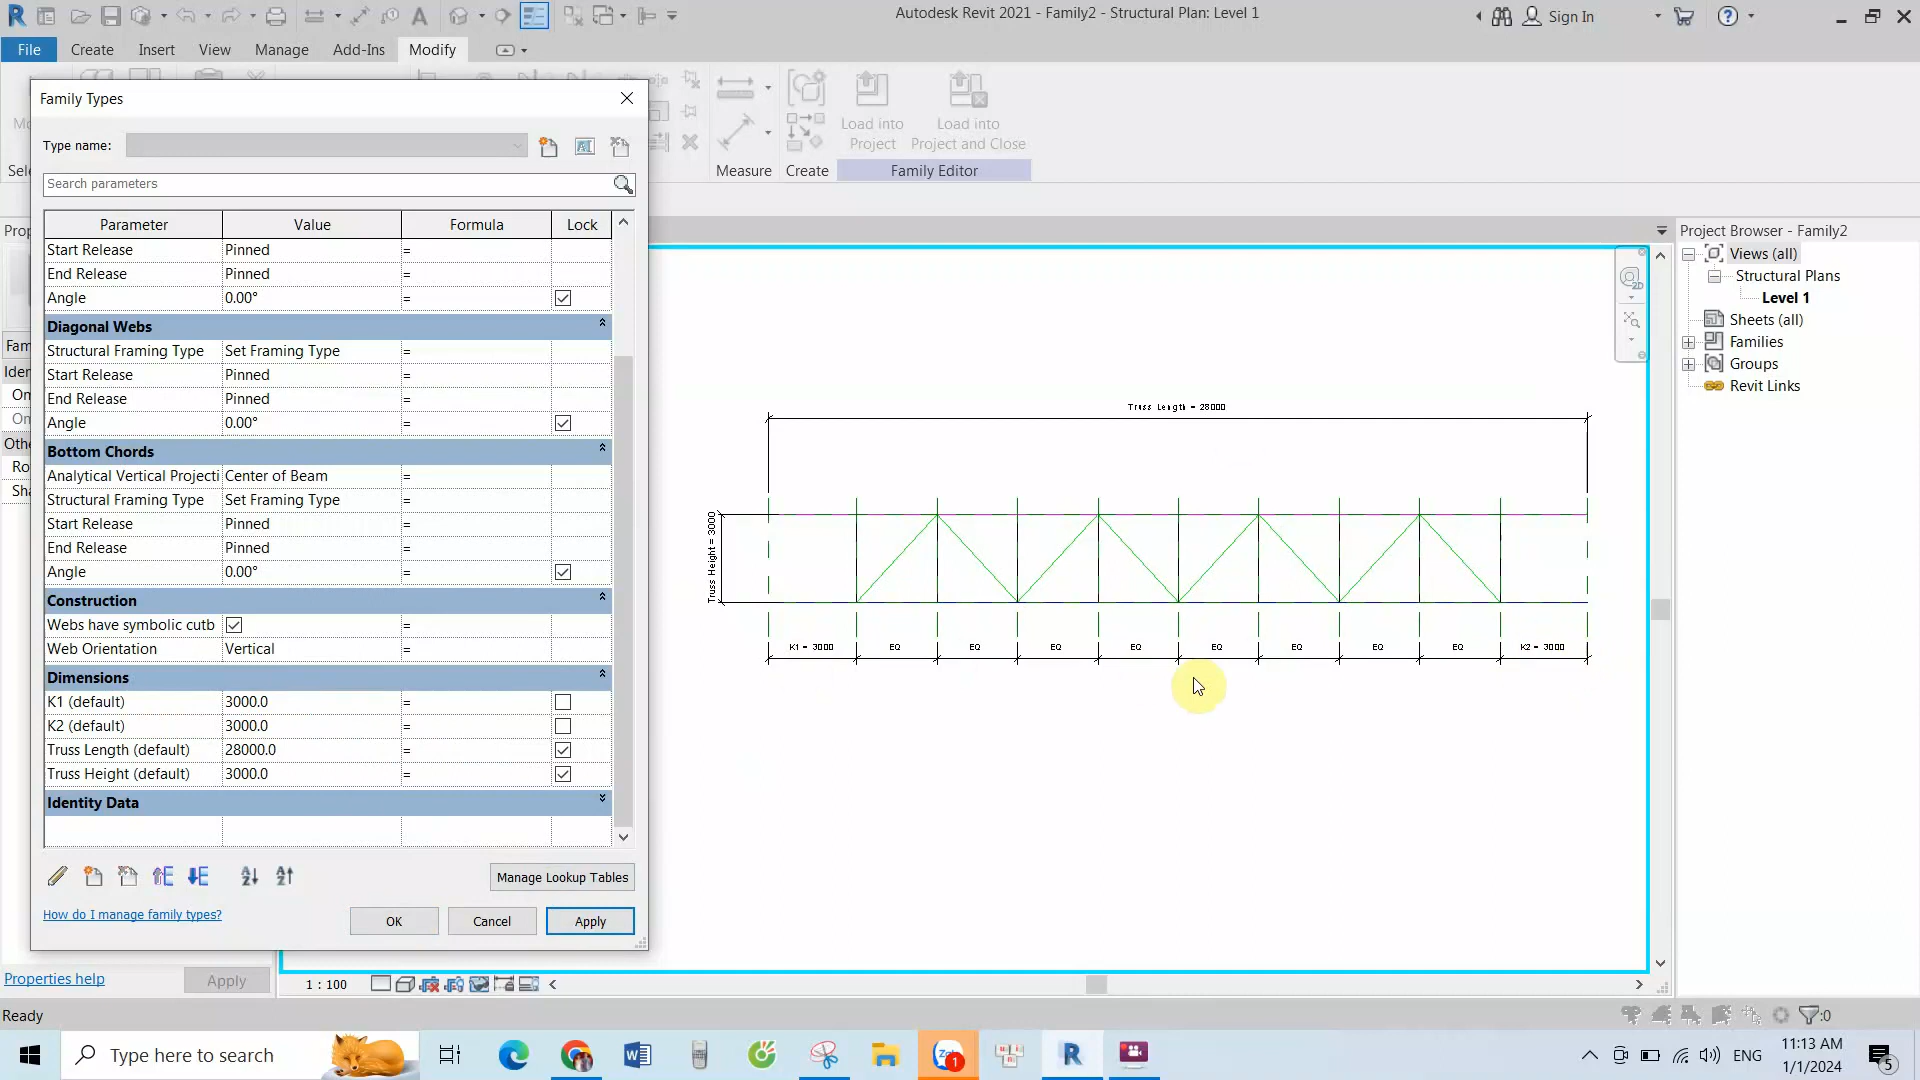 Autodesk Revit 2021 - Family2 - Structural Plan: Level 1
Sign In
File Create Insert View Manage Add-Ins Modify
Load into Project
Load into Project and Close
Measure Create Family Editor
Family Types
Type name:
Search parameters
Parameter Value Formula Lock
Start Release Pinned =
End Release Pinned =
Angle 0.00° =
Diagonal Webs
Structural Framing Type Set Framing Type =
Start Release Pinned =
End Release Pinned =
Angle 0.00° =
Bottom Chords
Analytical Vertical Projecti Center of Beam =
Structural Framing Type Set Framing Type =
Start Release Pinned =
End Release Pinned =
Angle 0.00° =
Construction
Webs have symbolic cutb =
Web Orientation Vertical =
Dimensions
K1 (default) 3000.0 =
K2 (default) 3000.0 =
Truss Length (default) 28000.0 =
Truss Height (default) 3000.0 =
Identity Data
Manage Lookup Tables
How do I manage family types?
OK Cancel Apply
Properties help Apply
Truss Length = 28000
Truss Height = 3000
K1 = 3000 EQ EQ EQ EQ EQ EQ EQ EQ K2 = 3000
Project Browser - Family2
Views (all)
Structural Plans
Level 1
Sheets (all)
Families
Groups
Revit Links
1 : 100
Ready
:0
Type here to search
ENG
11:13 AM
1/1/2024
1
5